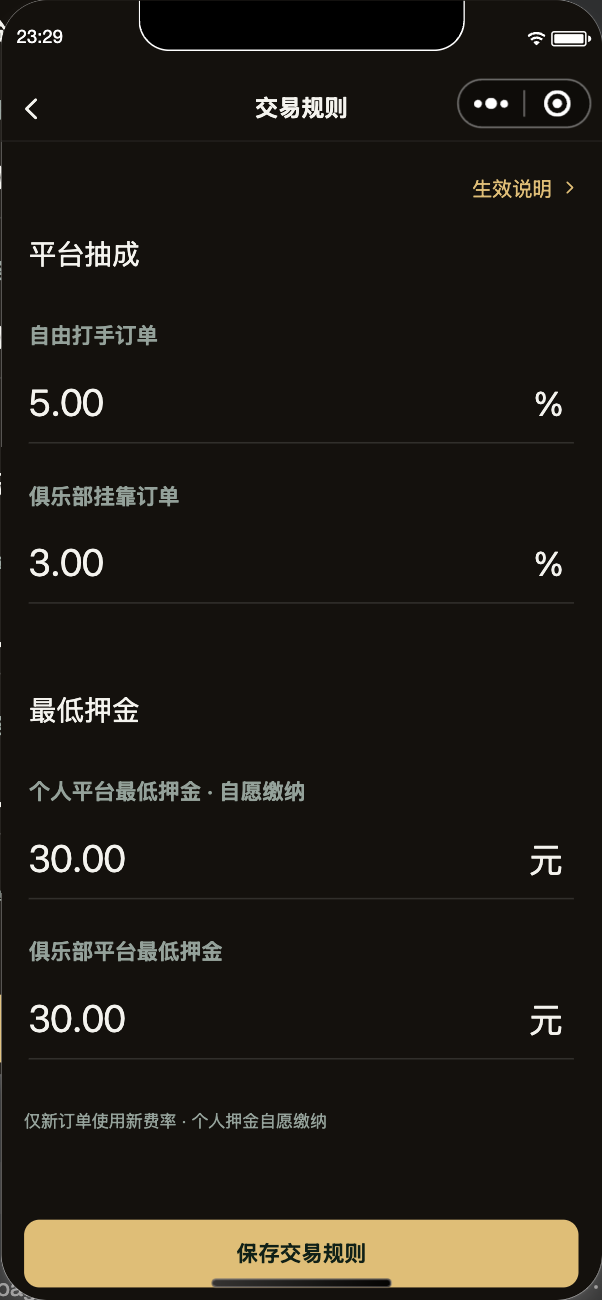 23:29
交易规则
生效说明
平台抽成
自由打手订单
5.00 %
俱乐部挂靠订单
3.00 %
最低押金
个人平台最低押金 · 自愿缴纳
30.00 元
俱乐部平台最低押金
30.00 元
仅新订单使用新费率 · 个人押金自愿缴纳
保存交易规则